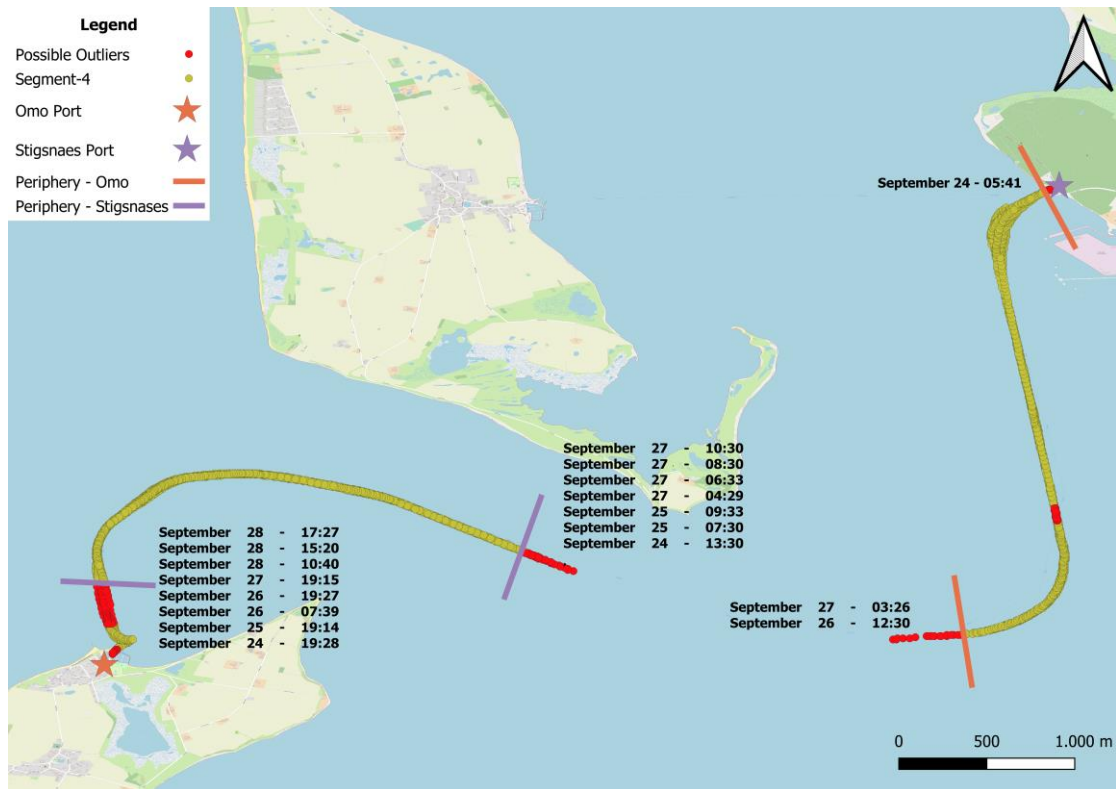 Legend
Possible Outliers
Segment-4
Omo Port
Stigsnaes Port
Periphery - Omo
Periphery - Stigsnases
September 24 - 05:41
September 27 - 10:30
September 27 - 08:30
September 27 - 06:33
September 27 - 04:29
September 25 - 09:33
September 25 - 07:30
September 24 - 13:30
September 28 - 17:27
September 28 - 15:20
September 28 - 10:40
September 27 - 19:15
September 26 - 19:27
September 26 - 07:39
September 25 - 19:14
September 24 - 19:28
September 27 - 03:26
September 26 - 12:30
0 500 1.000 m